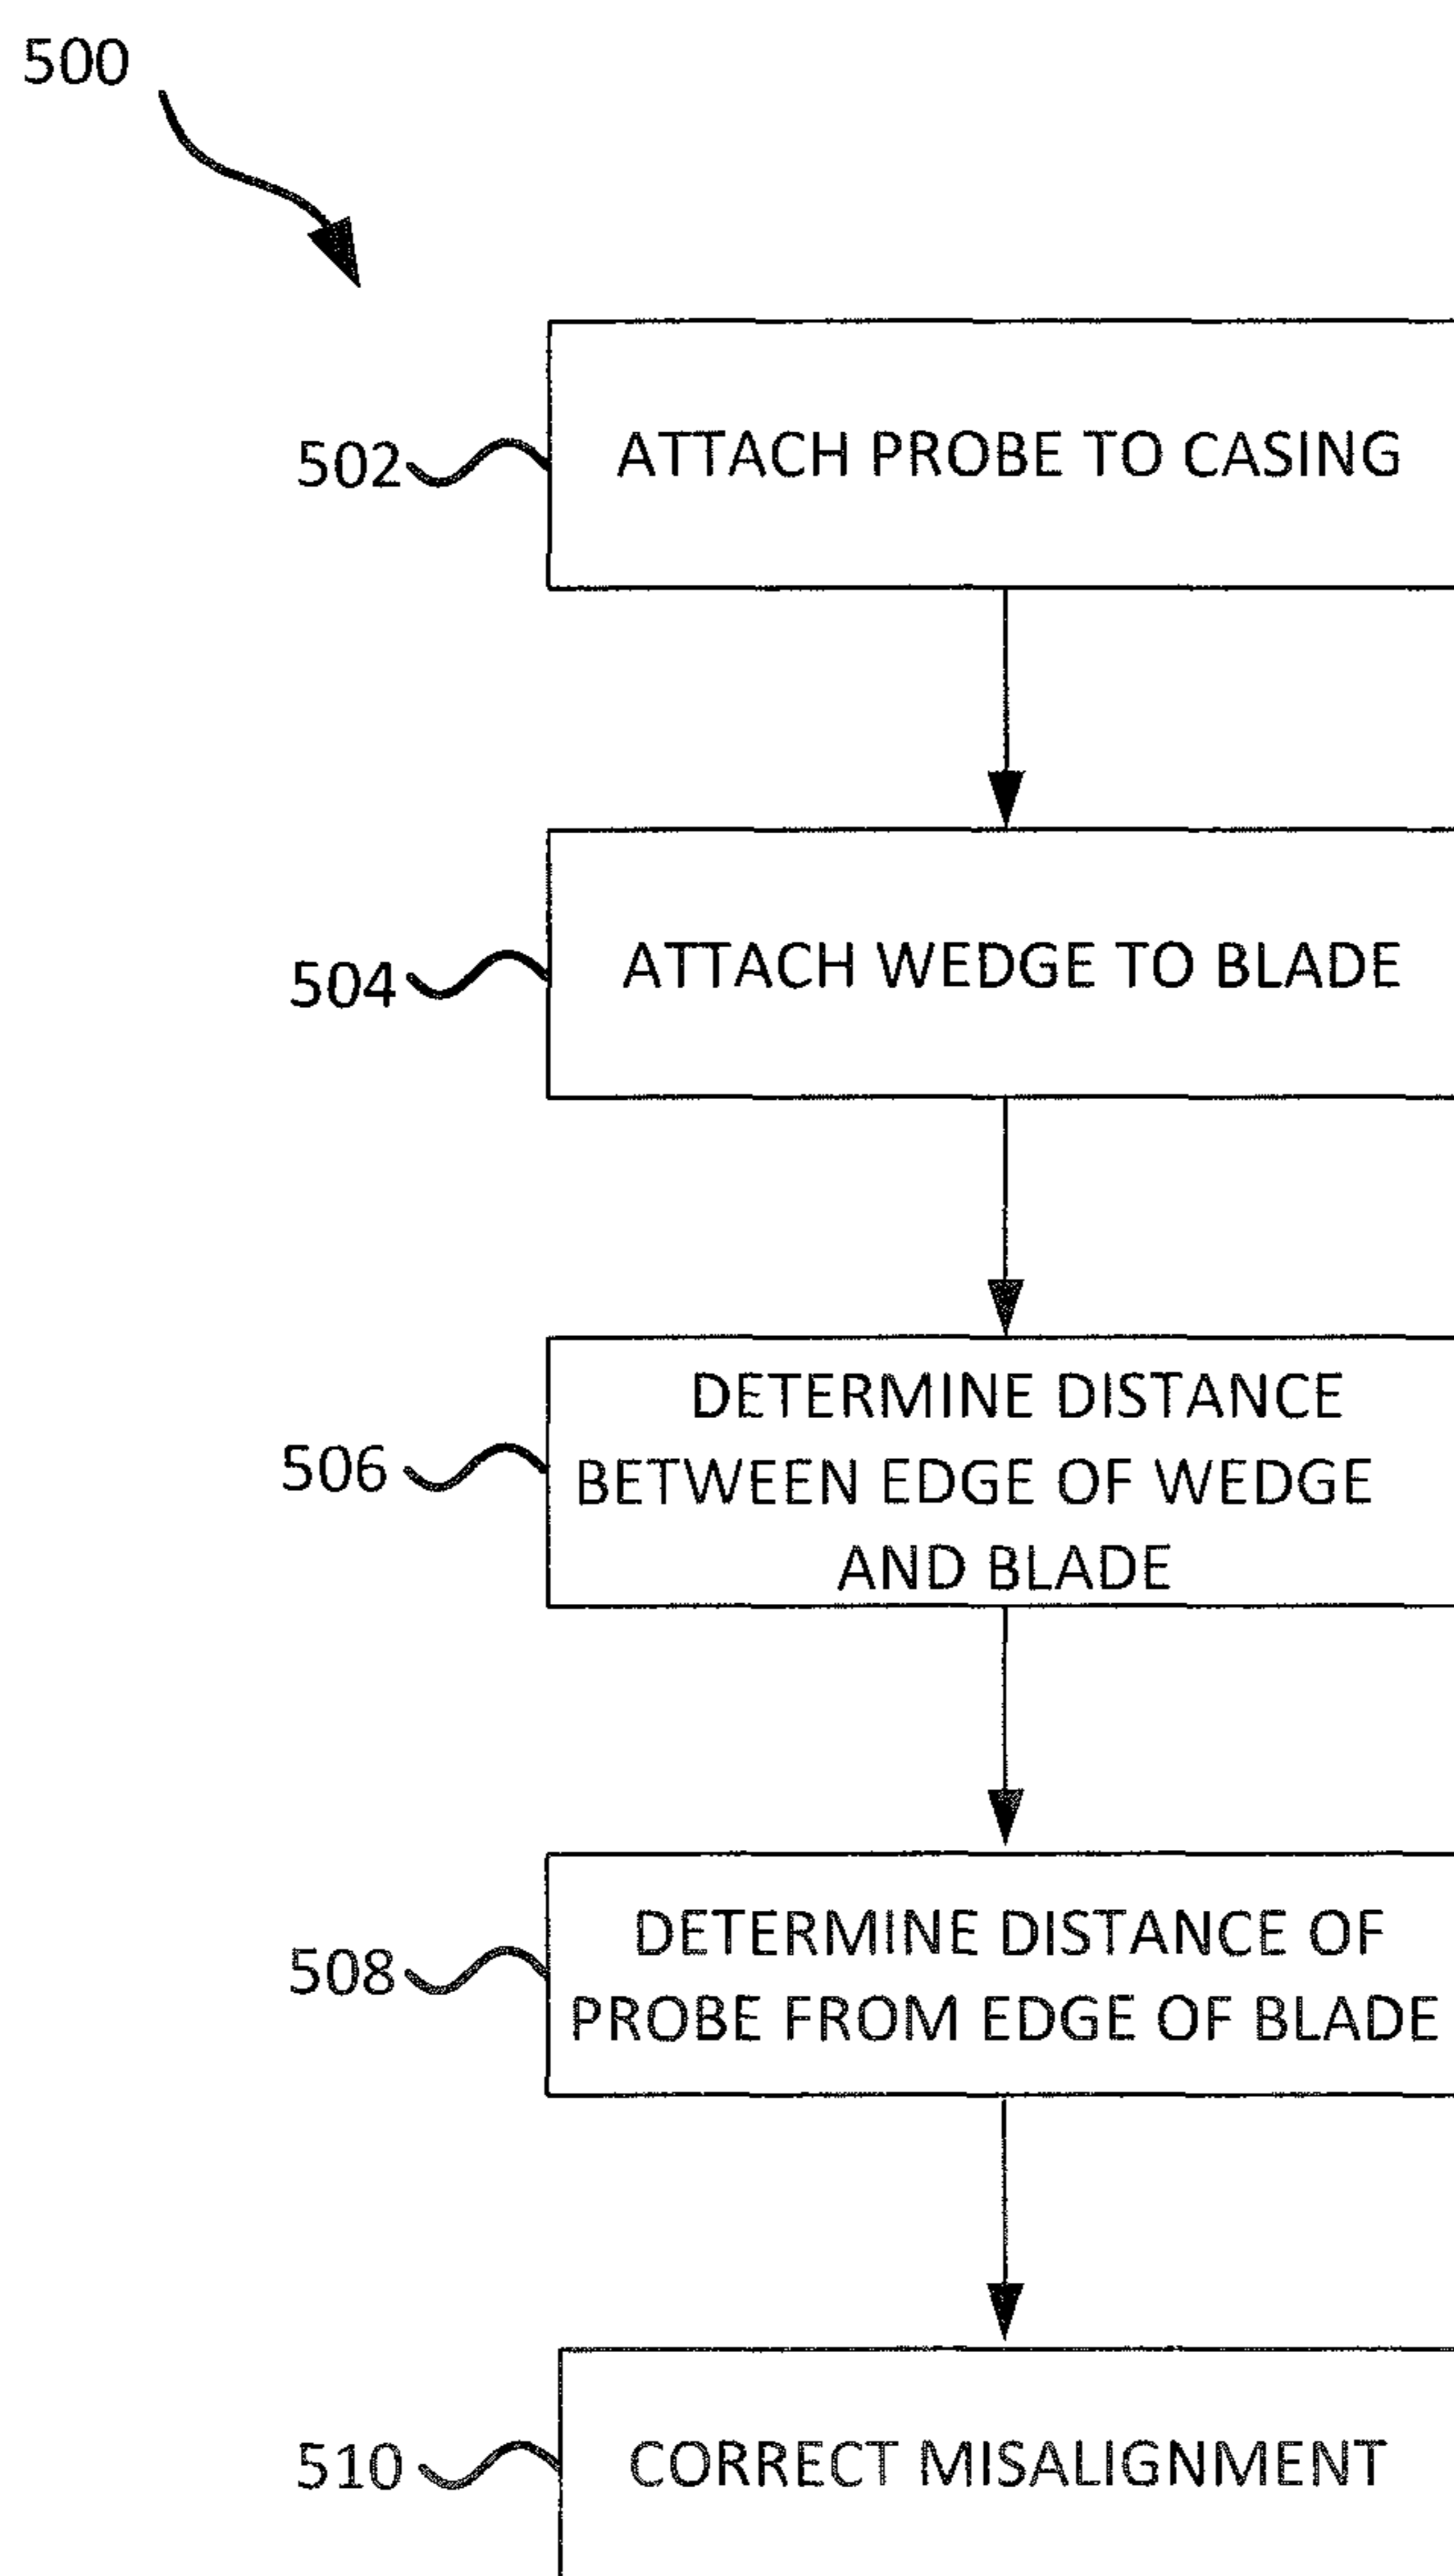 500
502 ATTACH PROBE TO CASING
504 ATTACH WEDGE TO BLADE
DETERMINE DISTANCE
506 BETWEEN EDGE OF WEDGE
AND BLADE
DETERMINE DISTANCE OF
508 PROBE FROM EDGE OF BLADE
510 CORRECT MISALIGNMENT